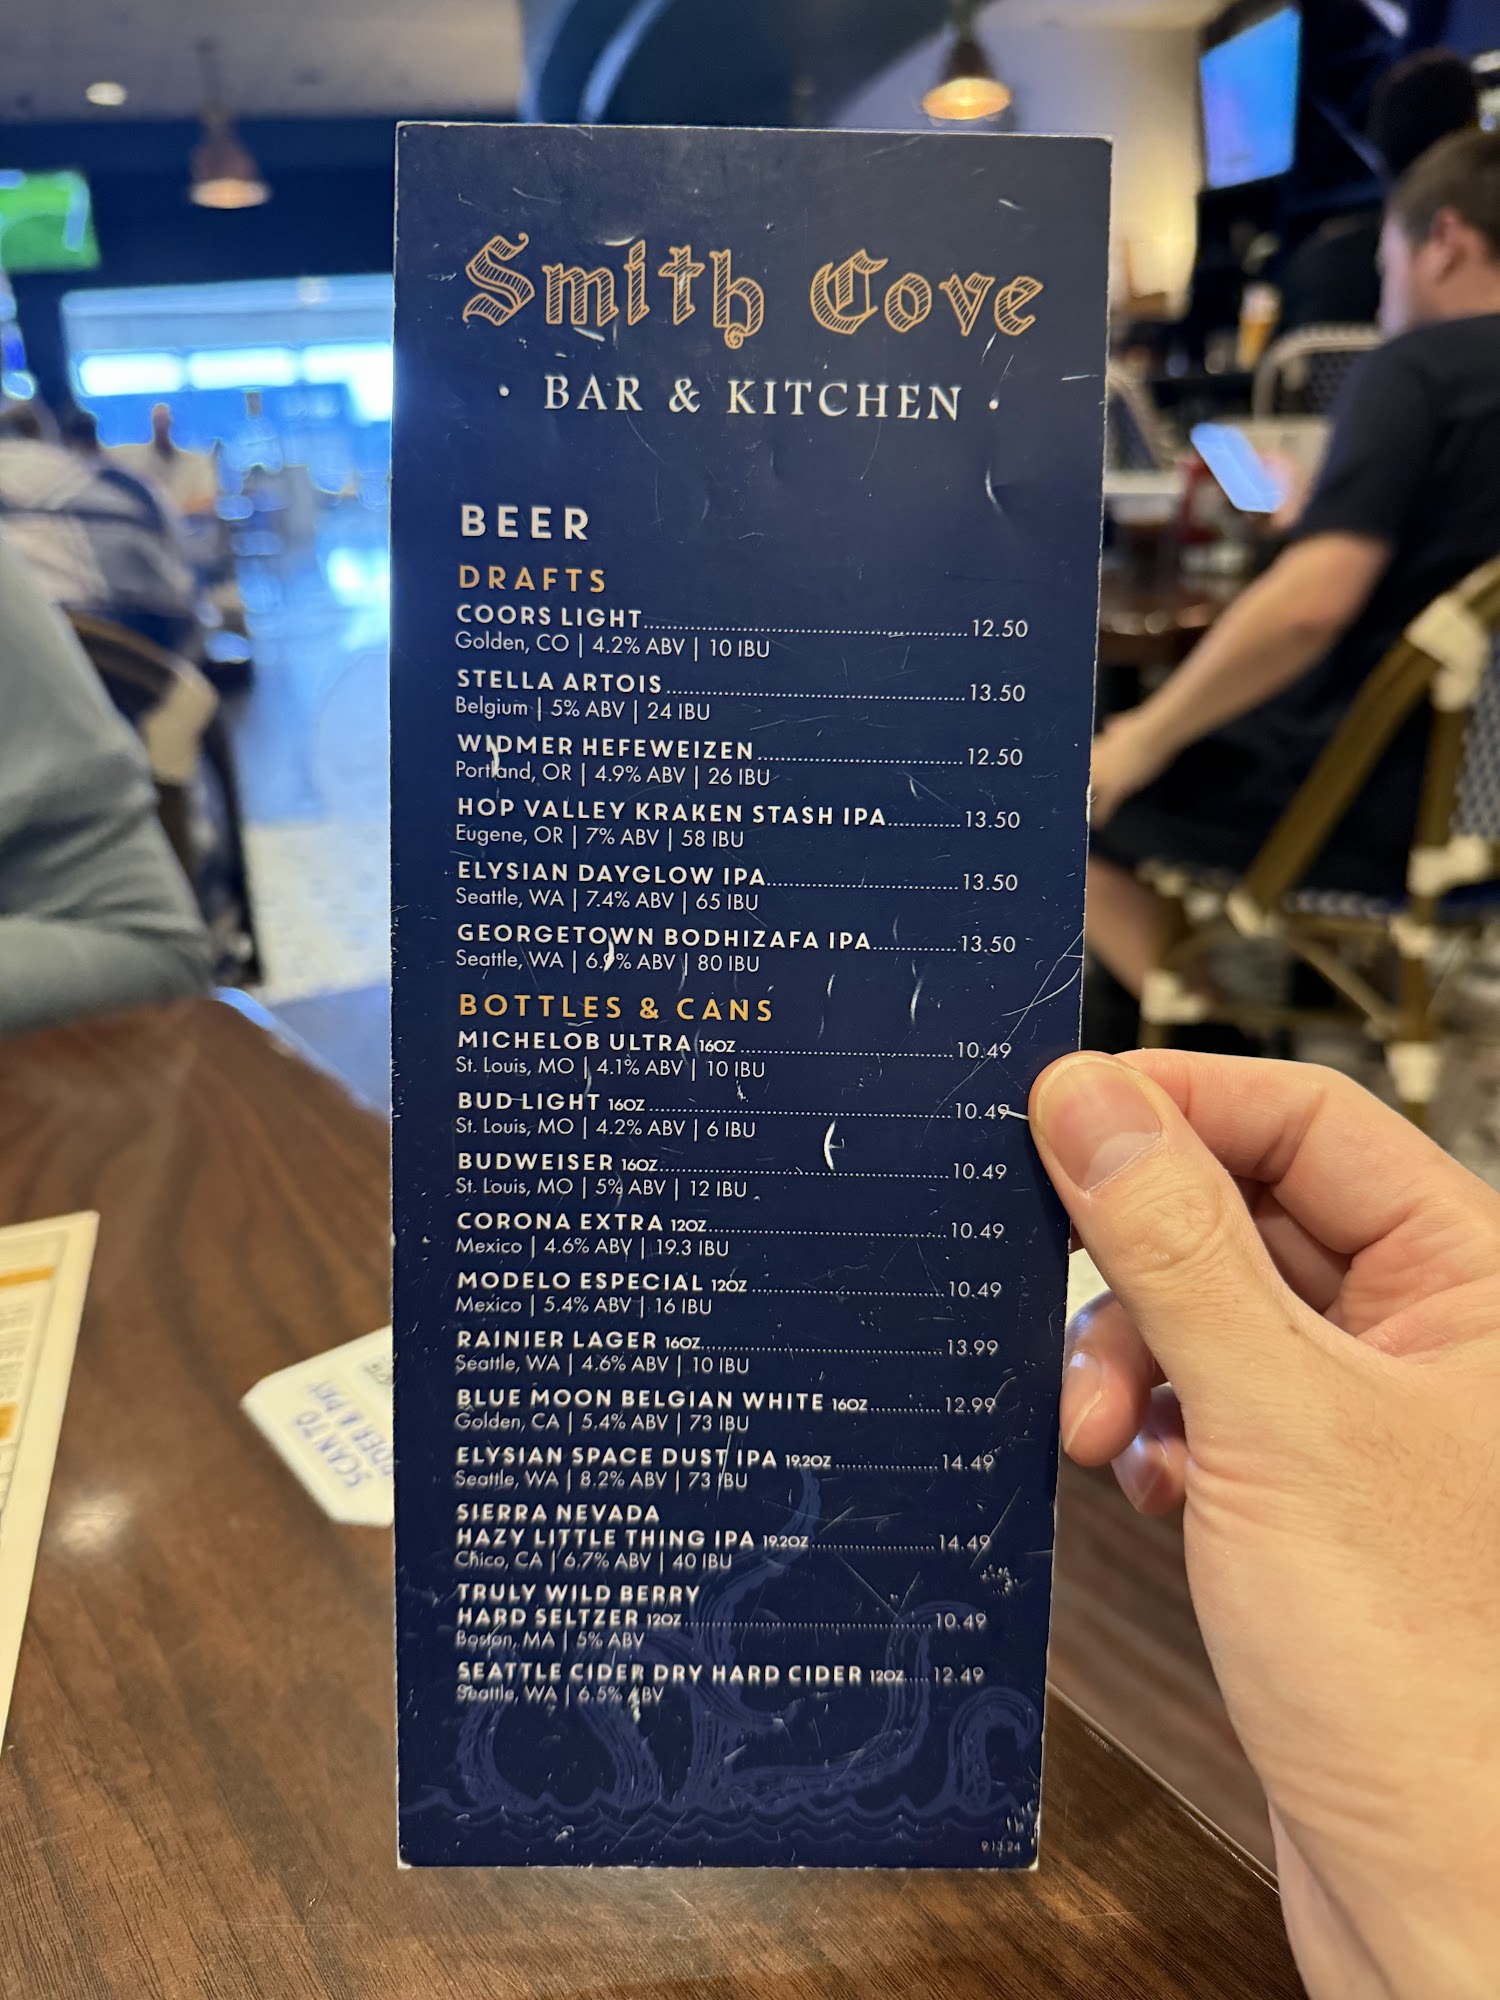 Smith Cove
· BAR & KITCHEN ·
BEER
DRAFTS
COORS LIGHT 12.50
Golden, CO | 4.2% ABV | 10 IBU
STELLA ARTOIS 13.50
Belgium | 5% ABV | 24 IBU
WIDMER HEFEWEIZEN 12.50
Portland, OR | 4.9% ABV | 26 IBU
HOP VALLEY KRAKEN STASH IPA 13.50
Eugene, OR | 7% ABV | 58 IBU
ELYSIAN DAYGLOW IPA 13.50
Seattle, WA | 7.4% ABV | 65 IBU
GEORGETOWN BODHIZAFA IPA 13.50
Seattle, WA | 6.9% ABV | 80 IBU
BOTTLES & CANS
MICHELOB ULTRA 16OZ 10.49
St. Louis, MO | 4.1% ABV | 10 IBU
BUD LIGHT 16OZ 10.49
St. Louis, MO | 4.2% ABV | 6 IBU
BUDWEISER 16OZ 10.49
St. Louis, MO | 5% ABV | 12 IBU
CORONA EXTRA 12OZ 10.49
Mexico | 4.6% ABV | 19.3 IBU
MODELO ESPECIAL 12OZ 10.49
Mexico | 5.4% ABV | 16 IBU
RAINIER LAGER 16OZ 13.99
Seattle, WA | 4.6% ABV | 10 IBU
BLUE MOON BELGIAN WHITE 16OZ 12.99
Golden, CA | 5.4% ABV | 73 IBU
ELYSIAN SPACE DUST IPA 19.2OZ 14.49
Seattle, WA | 8.2% ABV | 73 IBU
SIERRA NEVADA
HAZY LITTLE THING IPA 19.2OZ 14.49
Chico, CA | 6.7% ABV | 40 IBU
TRULY WILD BERRY
HARD SELTZER 12OZ 10.49
Boston, MA | 5% ABV
SEATTLE CIDER DRY HARD CIDER 12OZ 12.49
Seattle, WA | 6.5% ABV
9.13.24
SCAN TO